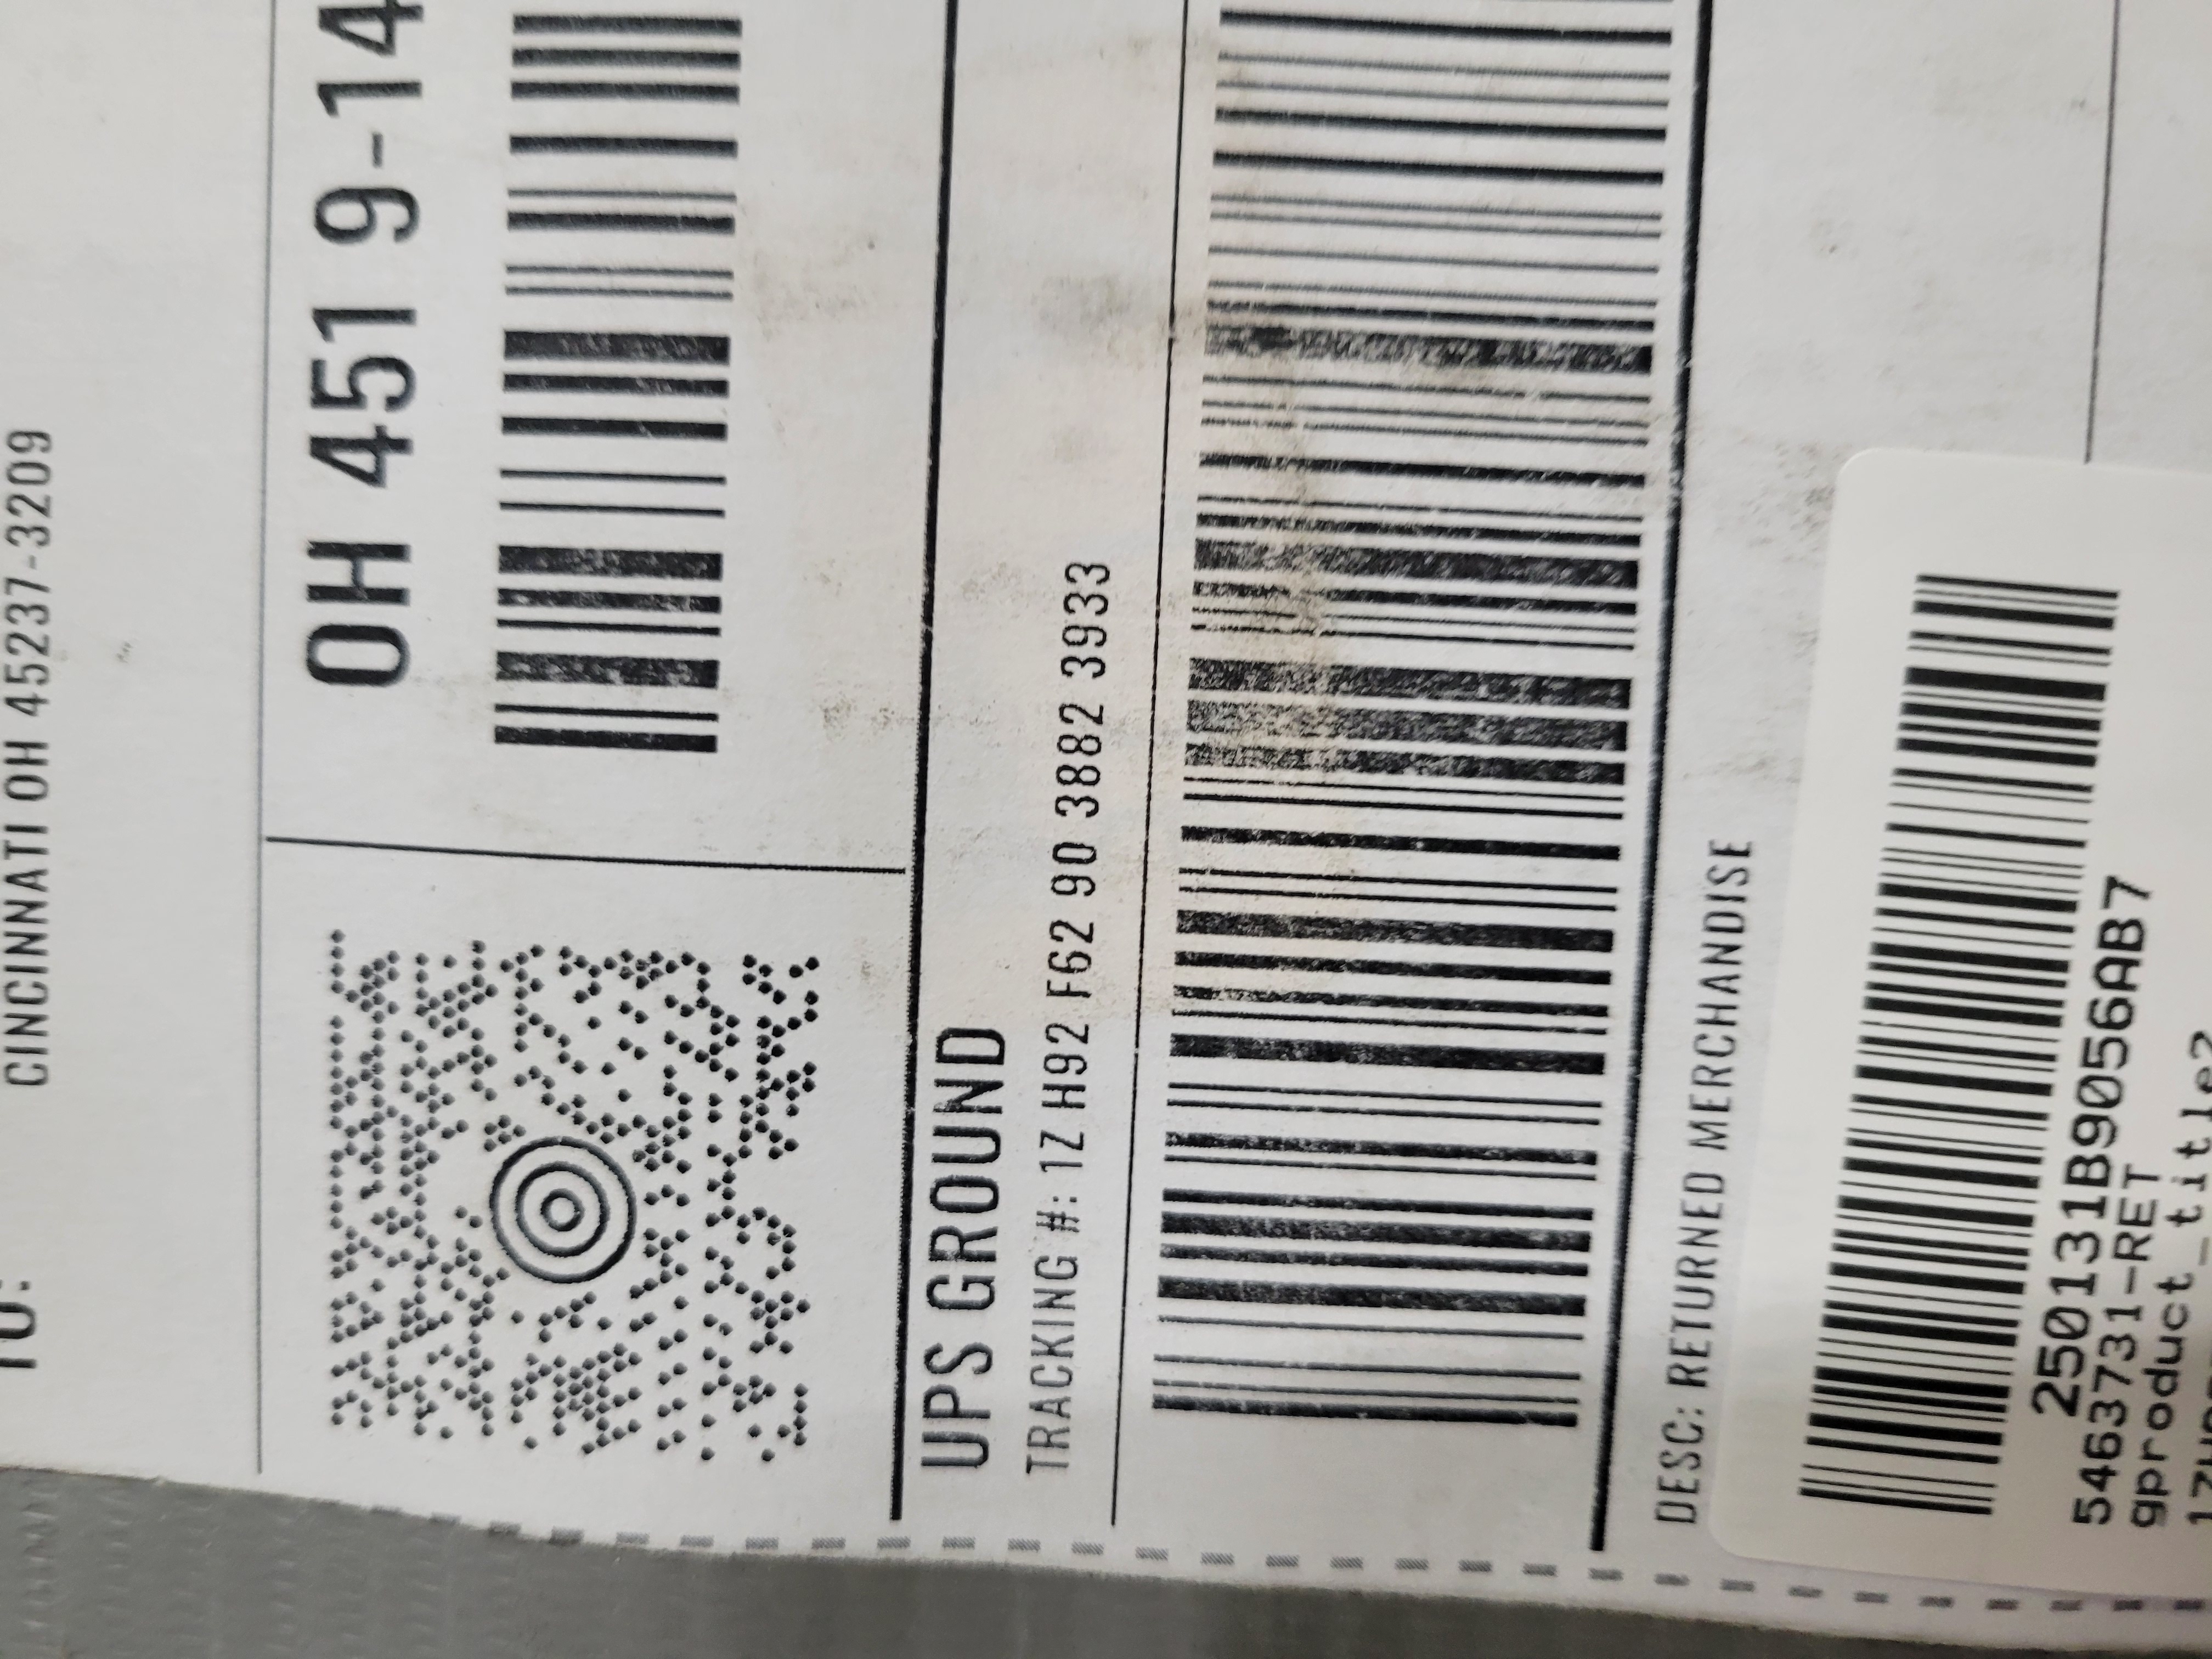 TO:
CINCINNATI OH 45237-3209
OH 451 9-14
UPS GROUND
TRACKING #: 1Z H92 F62 90 3882 3933
DESC: RETURNED MERCHANDISE
250131B9056AB7
5463731-RET
gproduct_title2